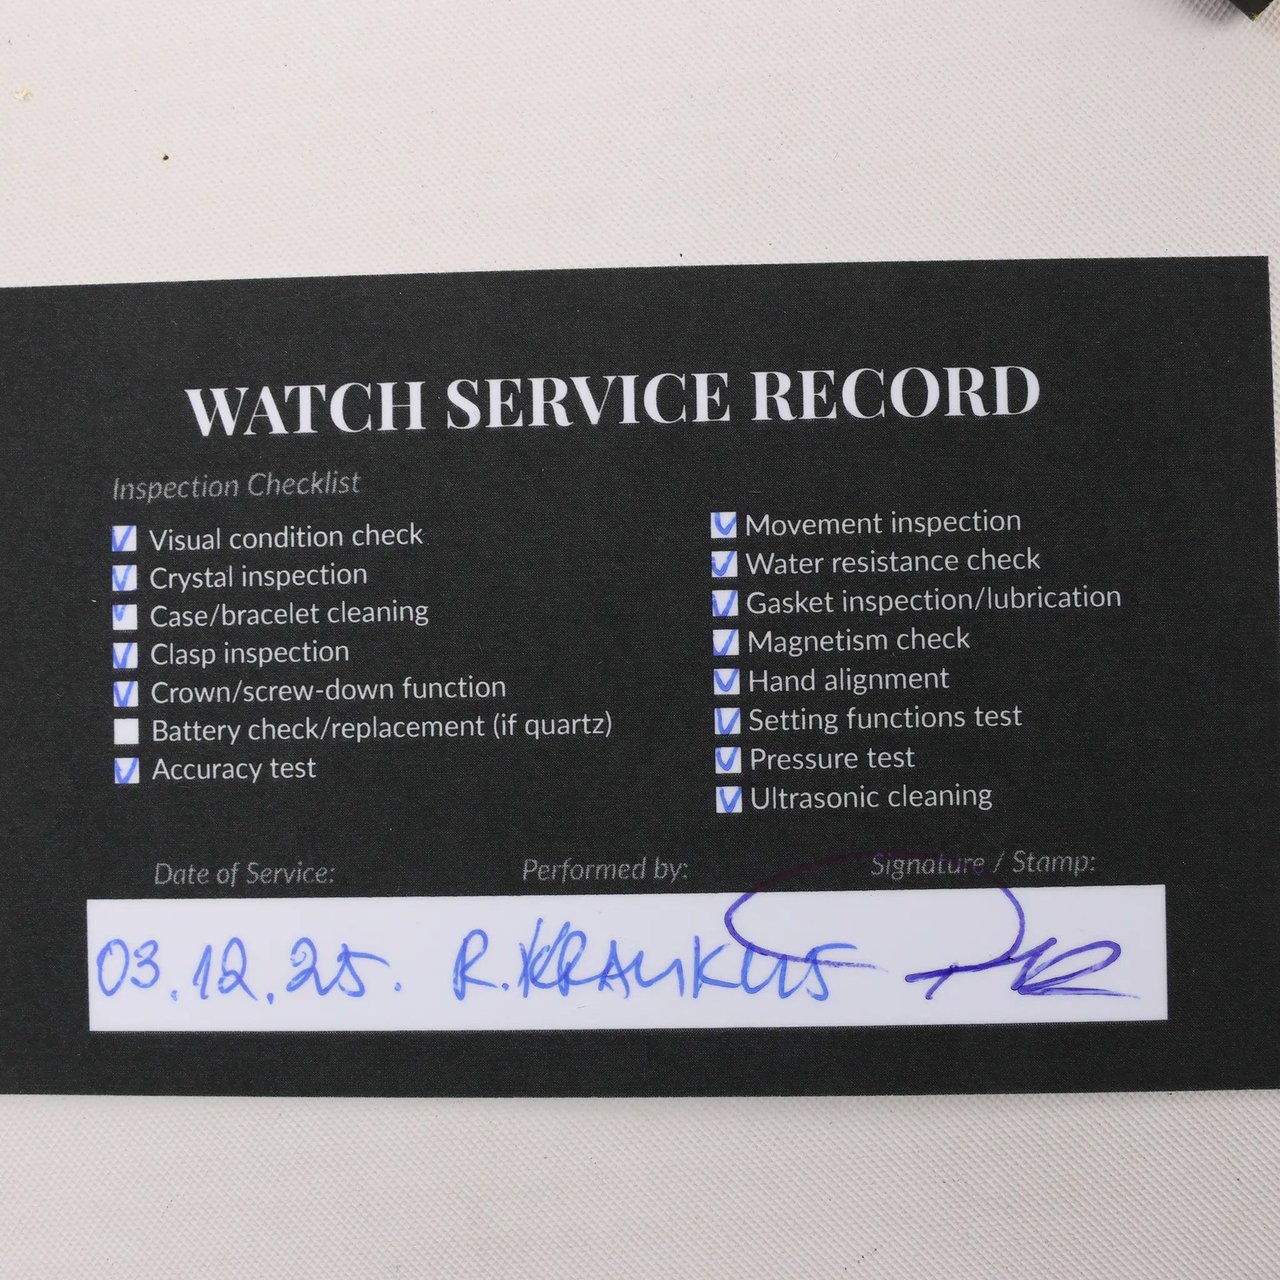 WATCH SERVICE RECORD
Inspection Checklist
Visual condition check
Crystal inspection
Case/bracelet cleaning
Clasp inspection
Crown/screw-down function
Battery check/replacement (if quartz)
Accuracy test
Movement inspection
Water resistance check
Gasket inspection/lubrication
Magnetism check
Hand alignment
Setting functions test
Pressure test
Ultrasonic cleaning
Date of Service: Performed by: Signature / Stamp:
03.12.25. R.